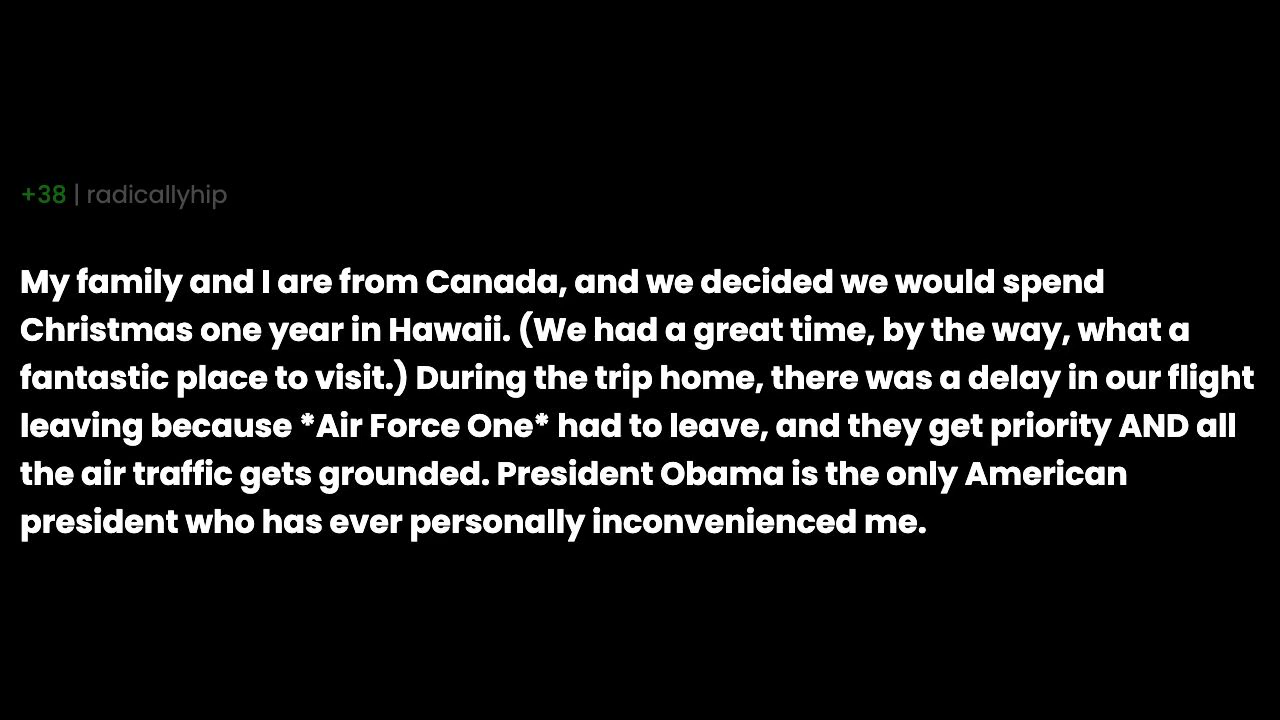 +38 | radicallyhip
My family and I are from Canada, and we decided we would spend
Christmas one year in Hawaii. (We had a great time, by the way, what a
fantastic place to visit.) During the trip home, there was a delay in our flight
leaving because *Air Force One* had to leave, and they get priority AND all
the air traffic gets grounded. President Obama is the only American
president who has ever personally inconvenienced me.